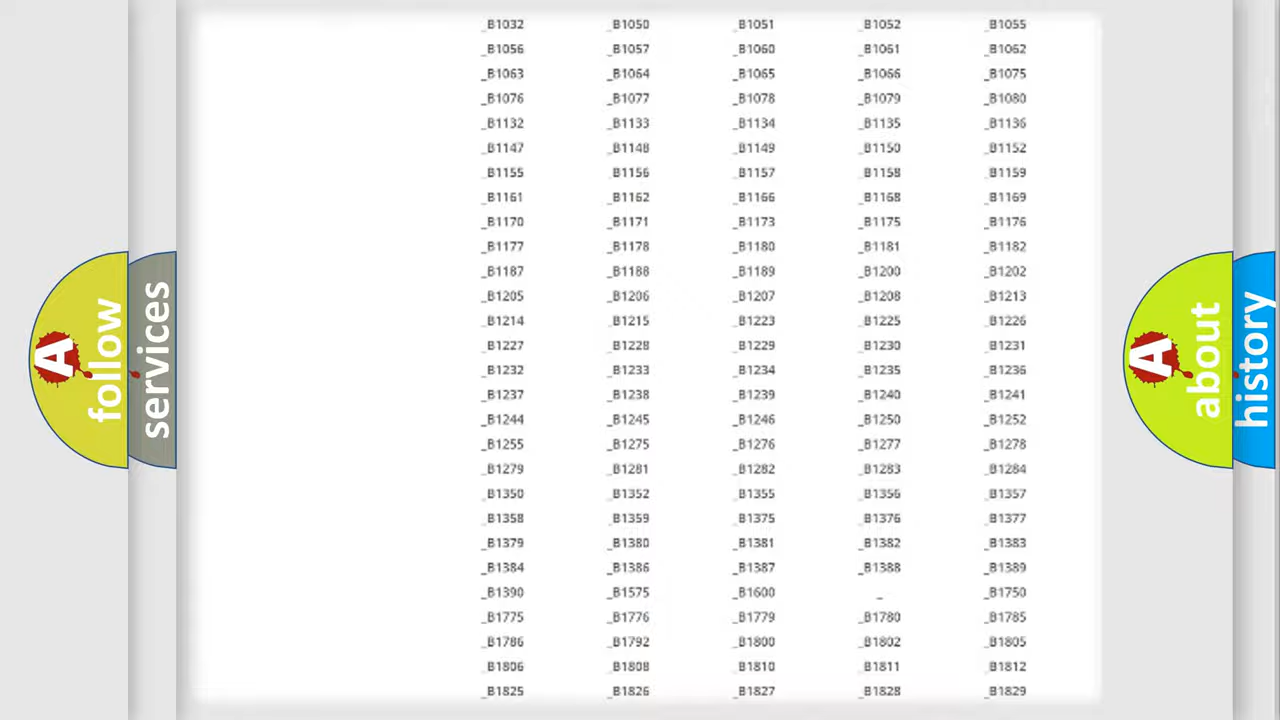 _B1032 _B1050 _B1051 _B1052 _B1055
_B1056 _B1057 _B1060 _B1061 _B1062
_B1063 _B1064 _B1065 _B1066 _B1075
_B1076 _B1077 _B1078 _B1079 _B1080
_B1132 _B1133 _B1134 _B1135 _B1136
_B1147 _B1148 _B1149 _B1150 _B1152
_B1155 _B1156 _B1157 _B1158 _B1159
_B1161 _B1162 _B1166 _B1168 _B1169
_B1170 _B1171 _B1173 _B1175 _B1176
_B1177 _B1178 _B1180 _B1181 _B1182
_B1187 _B1188 _B1189 _B1200 _B1202
_B1205 _B1206 _B1207 _B1208 _B1213
_B1214 _B1215 _B1223 _B1225 _B1226
_B1227 _B1228 _B1229 _B1230 _B1231
_B1232 _B1233 _B1234 _B1235 _B1236
_B1237 _B1238 _B1239 _B1240 _B1241
_B1244 _B1245 _B1246 _B1250 _B1252
_B1255 _B1275 _B1276 _B1277 _B1278
_B1279 _B1281 _B1282 _B1283 _B1284
_B1350 _B1352 _B1355 _B1356 _B1357
_B1358 _B1359 _B1375 _B1376 _B1377
_B1379 _B1380 _B1381 _B1382 _B1383
_B1384 _B1386 _B1387 _B1388 _B1389
_B1390 _B1575 _B1600 _ _B1750
_B1775 _B1776 _B1779 _B1780 _B1785
_B1786 _B1792 _B1800 _B1802 _B1805
_B1806 _B1808 _B1810 _B1811 _B1812
_B1825 _B1826 _B1827 _B1828 _B1829
A
follow
services
A
about
history